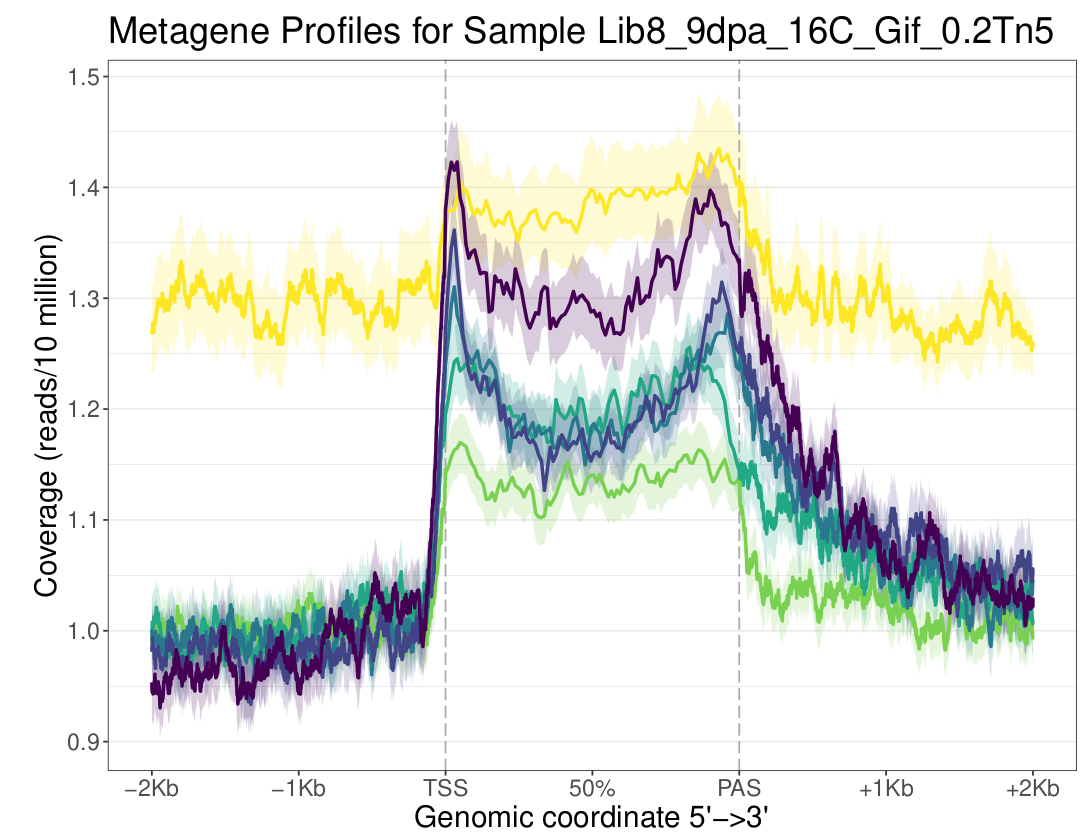 Metagene Profiles for Sample Lib8_9dpa_16C_Gif_0.2Tn5
Coverage (reads/10 million)
1.5
1.4
1.3
1.2
1.1
1.0
0.9
−2Kb −1Kb TSS 50% PAS +1Kb +2Kb
Genomic coordinate 5'−>3'